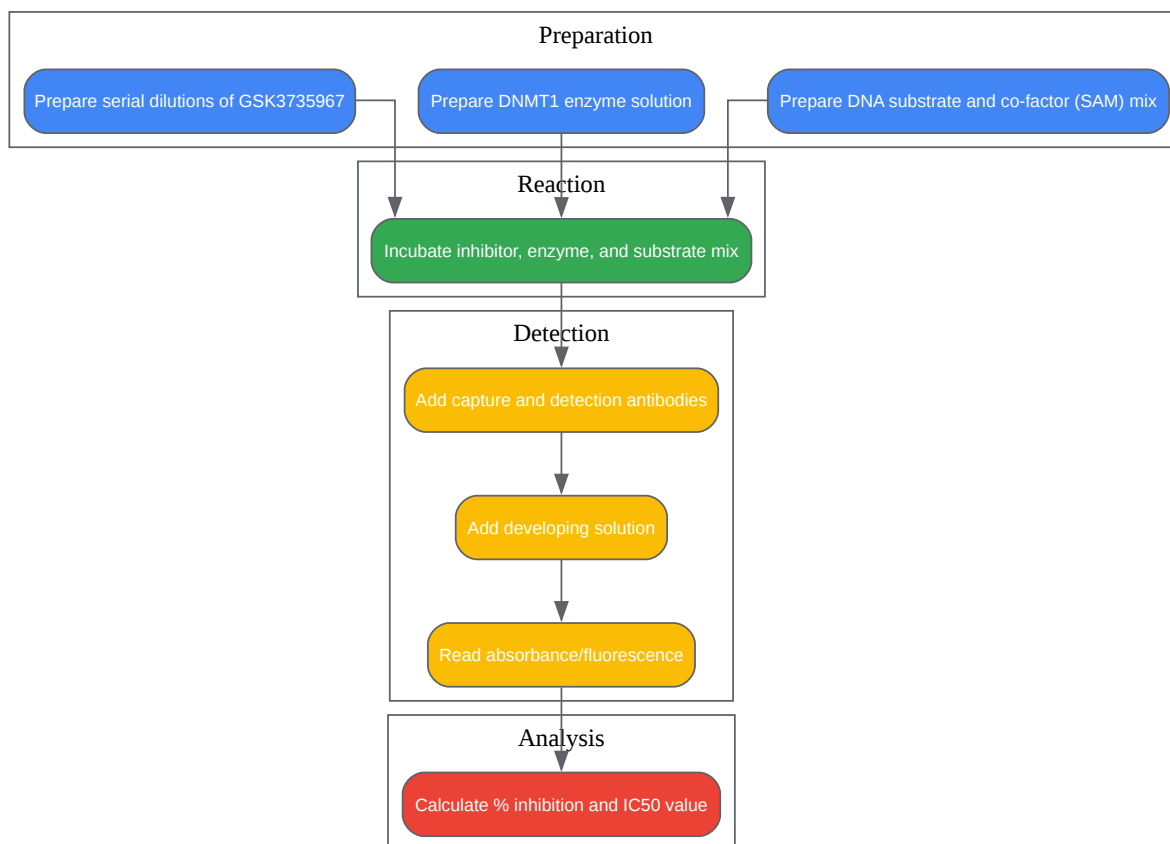 Preparation
Prepare serial dilutions of GSK3735967
Prepare DNMT1 enzyme solution
Prepare DNA substrate and co-factor (SAM) mix
Reaction
Incubate inhibitor, enzyme, and substrate mix
Detection
Add capture and detection antibodies
Add developing solution
Read absorbance/fluorescence
Analysis
Calculate % inhibition and IC50 value